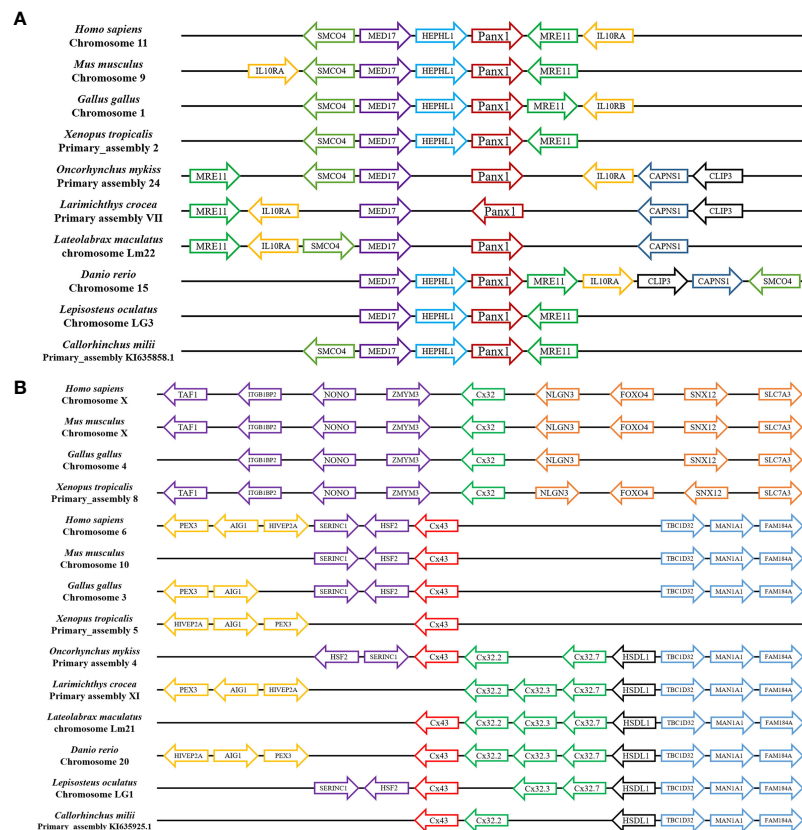 A
Homo sapiens
Chromosome 11
SMCO4 MED17 HEPHL1 Panx1 MRE11 IL10RA
Mus musculus
Chromosome 9
IL10RA SMCO4 MED17 HEPHL1 Panx1 MRE11
Gallus gallus
Chromosome 1
SMCO4 MED17 HEPHL1 Panx1 MRE11 IL10RB
Xenopus tropicalis
Primary_assembly 2
SMCO4 MED17 HEPHL1 Panx1 MRE11
Oncorhynchus mykiss
Primary assembly 24
MRE11 SMCO4 MED17 Panx1 IL10RA CAPNS1 CLIP3
Larimichthys crocea
Primary assembly VII
MRE11 IL10RA MED17 Panx1 CAPNS1 CLIP3
Lateolabrax maculatus
chromosome Lm22
MRE11 IL10RA SMCO4 MED17 Panx1 CAPNS1
Danio rerio
Chromosome 15
MED17 HEPHL1 Panx1 MRE11 IL10RA CLIP3 CAPNS1 SMCO4
Lepisosteus oculatus
Chromosome LG3
MED17 HEPHL1 Panx1 MRE11
Callorhinchus milii
Primary_assembly KI635858.1
SMCO4 MED17 HEPHL1 Panx1 MRE11
B
Homo sapiens
Chromosome X
TAF1 ITGB1BP2 NONO ZMYM3 Cx32 NLGN3 FOXO4 SNX12 SLC7A3
Mus musculus
Chromosome X
TAF1 ITGB1BP2 NONO ZMYM3 Cx32 NLGN3 FOXO4 SNX12 SLC7A3
Gallus gallus
Chromosome 4
ITGB1BP2 NONO ZMYM3 Cx32 NLGN3 SNX12 SLC7A3
Xenopus tropicalis
Primary_assembly 8
TAF1 ITGB1BP2 NONO ZMYM3 Cx32 NLGN3 FOXO4 SNX12 SLC7A3
Homo sapiens
Chromosome 6
PEX3 AIG1 HIVEP2A SERINC1 HSF2 Cx43 TBC1D32 MAN1A1 FAM184A
Mus musculus
Chromosome 10
SERINC1 HSF2 Cx43 TBC1D32 MAN1A1 FAM184A
Gallus gallus
Chromosome 3
PEX3 AIG1 SERINC1 HSF2 Cx43 TBC1D32 MAN1A1 FAM184A
Xenopus tropicalis
Primary_assembly 5
HIVEP2A AIG1 PEX3 Cx43
Oncorhynchus mykiss
Primary assembly 4
HSF2 SERINC1 Cx43 Cx32.2 Cx32.7 HSDL1 TBC1D32 MAN1A1 FAM184A
Larimichthys crocea
Primary assembly XI
PEX3 AIG1 HIVEP2A Cx32.2 Cx32.3 Cx32.7 HSDL1 TBC1D32 MAN1A1 FAM184A
Lateolabrax maculatus
chromosome Lm21
Cx43 Cx32.2 Cx32.3 Cx32.7 HSDL1 TBC1D32 MAN1A1 FAM184A
Danio rerio
Chromosome 20
HIVEP2A AIG1 PEX3 Cx43 Cx32.2 Cx32.3 Cx32.7 HSDL1 TBC1D32 MAN1A1 FAM184A
Lepisosteus oculatus
Chromosome LG1
SERINC1 HSF2 Cx43 Cx32.3 Cx32.7 HSDL1 TBC1D32 MAN1A1 FAM184A
Callorhinchus milii
Primary_assembly KI635925.1
Cx43 Cx32.2 HSDL1 TBC1D32 MAN1A1 FAM184A